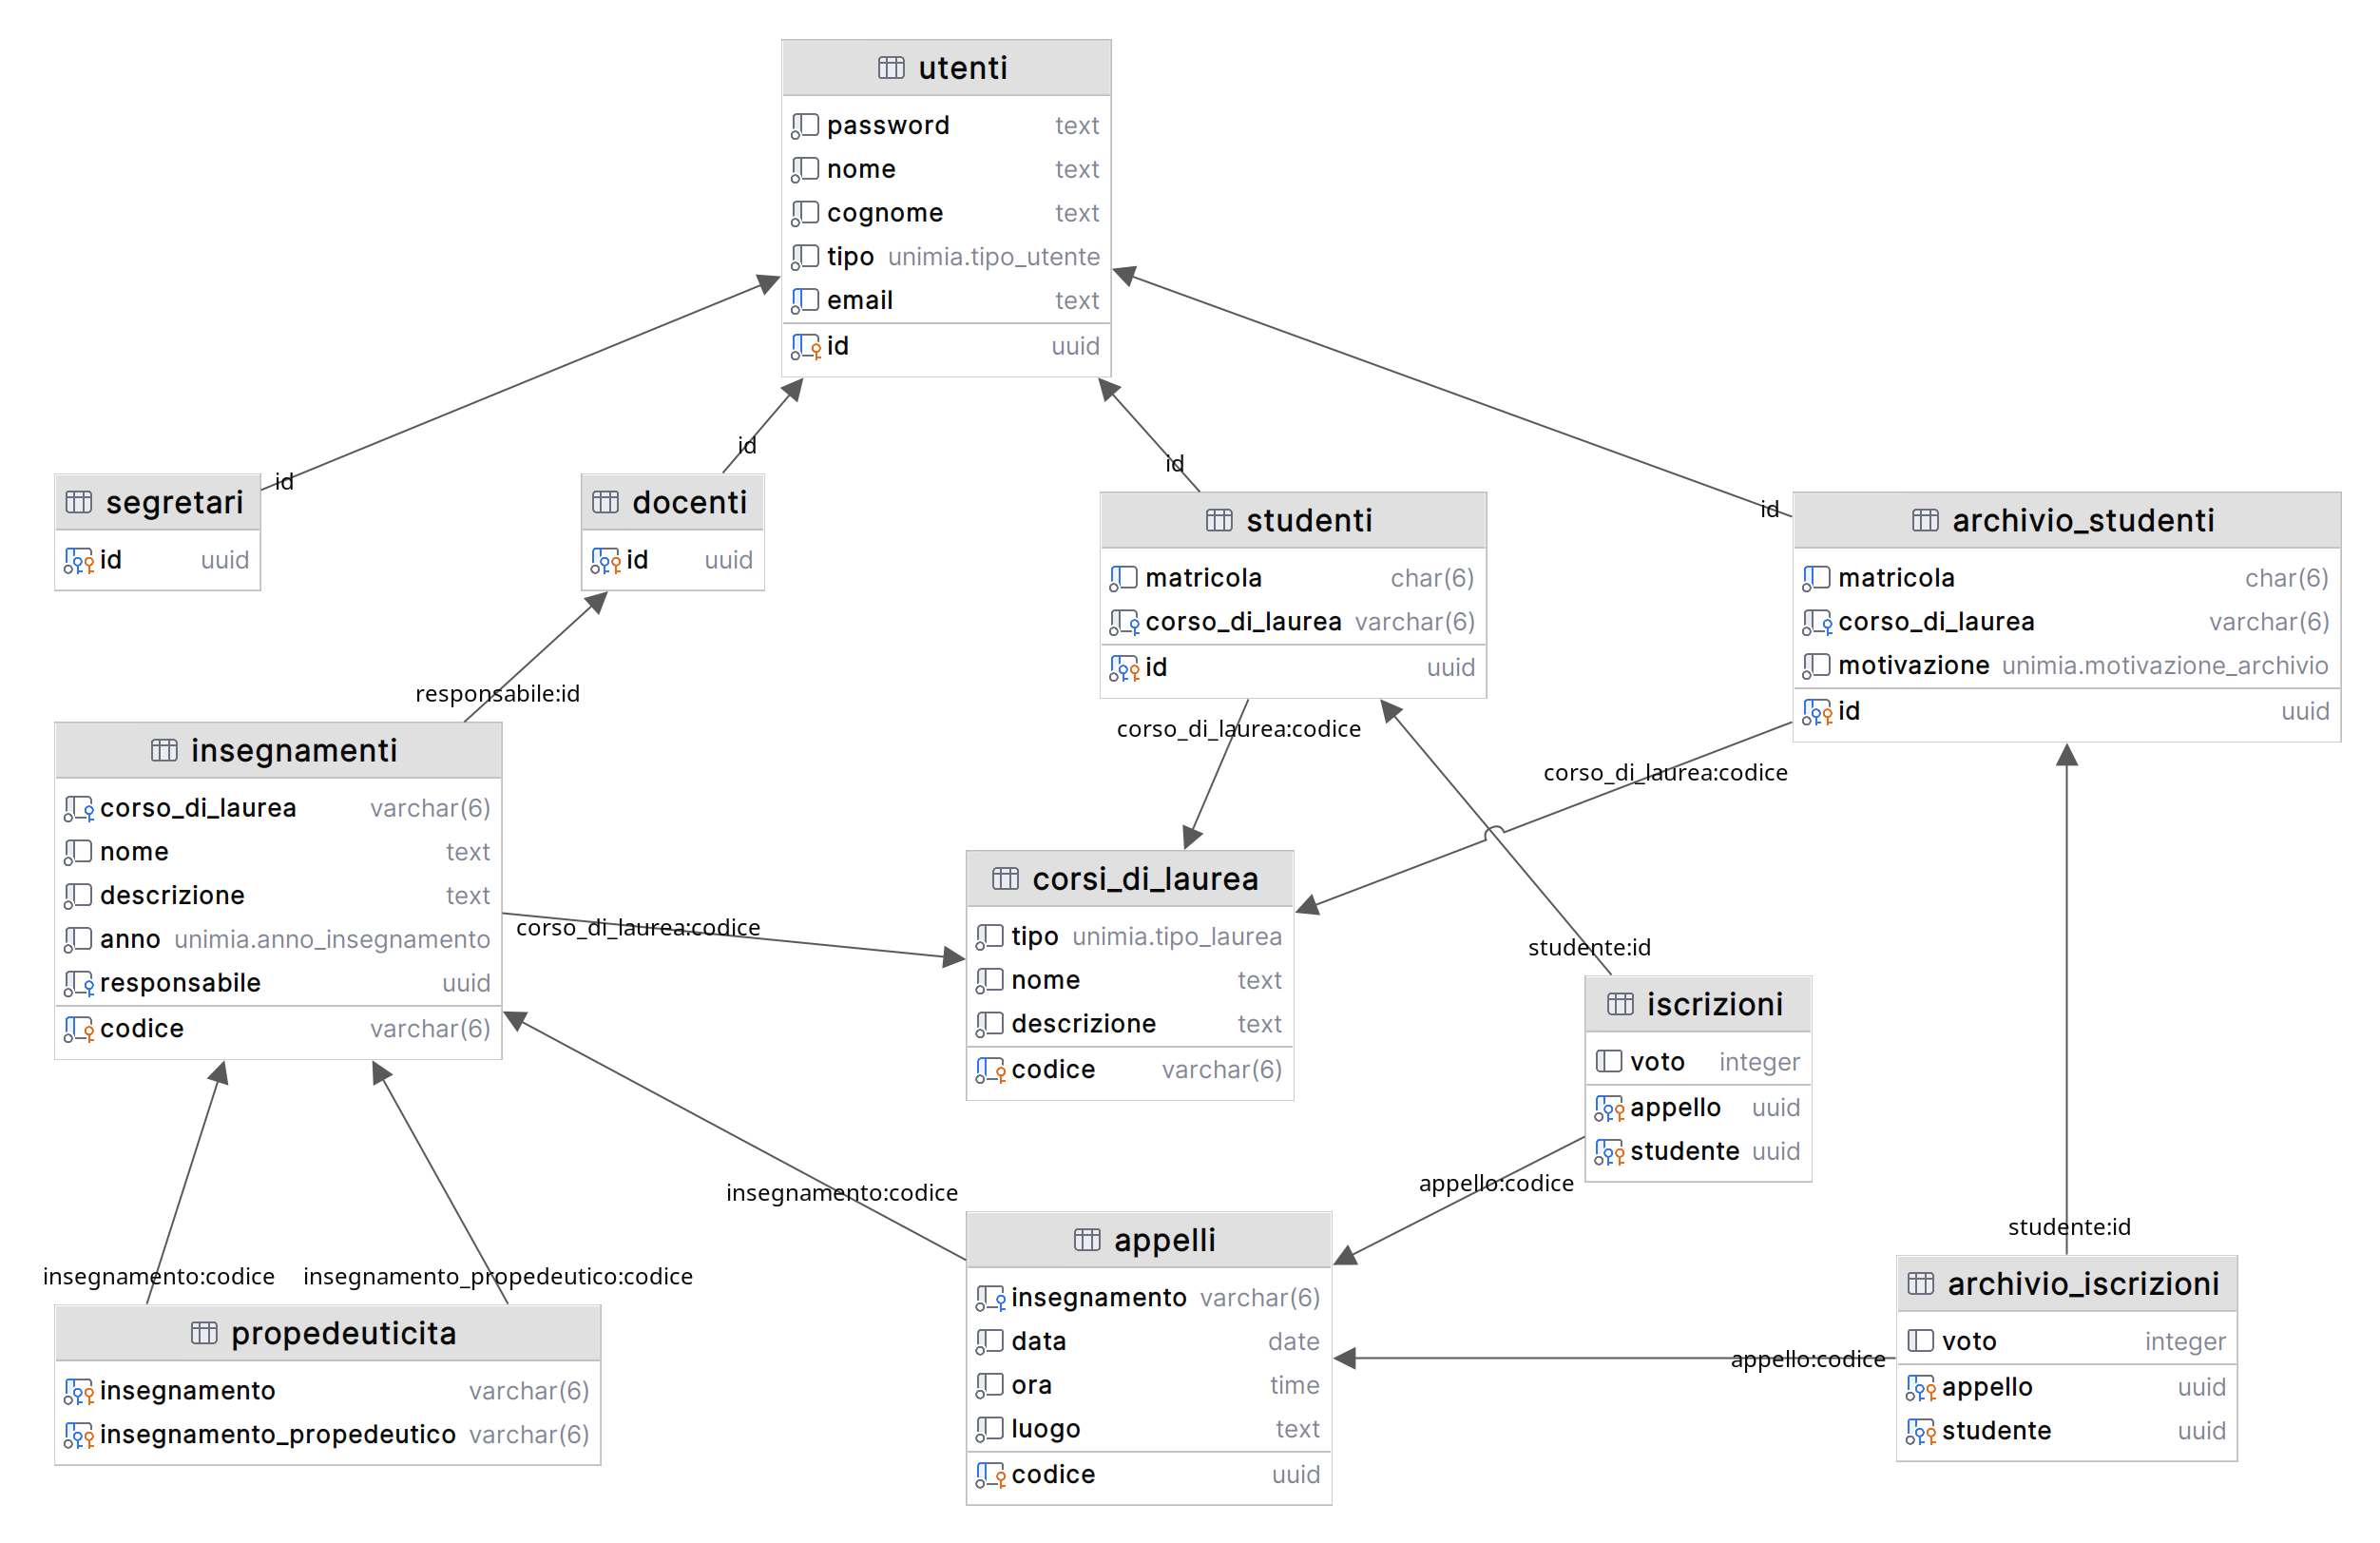 utenti
password text
nome text
cognome text
tipo unimia.tipo_utente
email text
id uuid
id
id
id
id
segretari
id uuid
docenti
id uuid
studenti
matricola char(6)
corso_di_laurea varchar(6)
id uuid
archivio_studenti
matricola char(6)
corso_di_laurea varchar(6)
motivazione unimia.motivazione_archivio
id uuid
responsabile:id
corso_di_laurea:codice
corso_di_laurea:codice
insegnamenti
corso_di_laurea varchar(6)
nome text
descrizione text
anno unimia.anno_insegnamento
responsabile uuid
codice varchar(6)
corso_di_laurea:codice
corsi_di_laurea
tipo unimia.tipo_laurea
nome text
descrizione text
codice varchar(6)
studente:id
iscrizioni
voto integer
appello uuid
studente uuid
insegnamento:codice
appello:codice
studente:id
insegnamento:codice
insegnamento_propedeutico:codice
propedeuticita
insegnamento varchar(6)
insegnamento_propedeutico varchar(6)
appelli
insegnamento varchar(6)
data date
ora time
luogo text
codice uuid
appello:codice
archivio_iscrizioni
voto integer
appello uuid
studente uuid